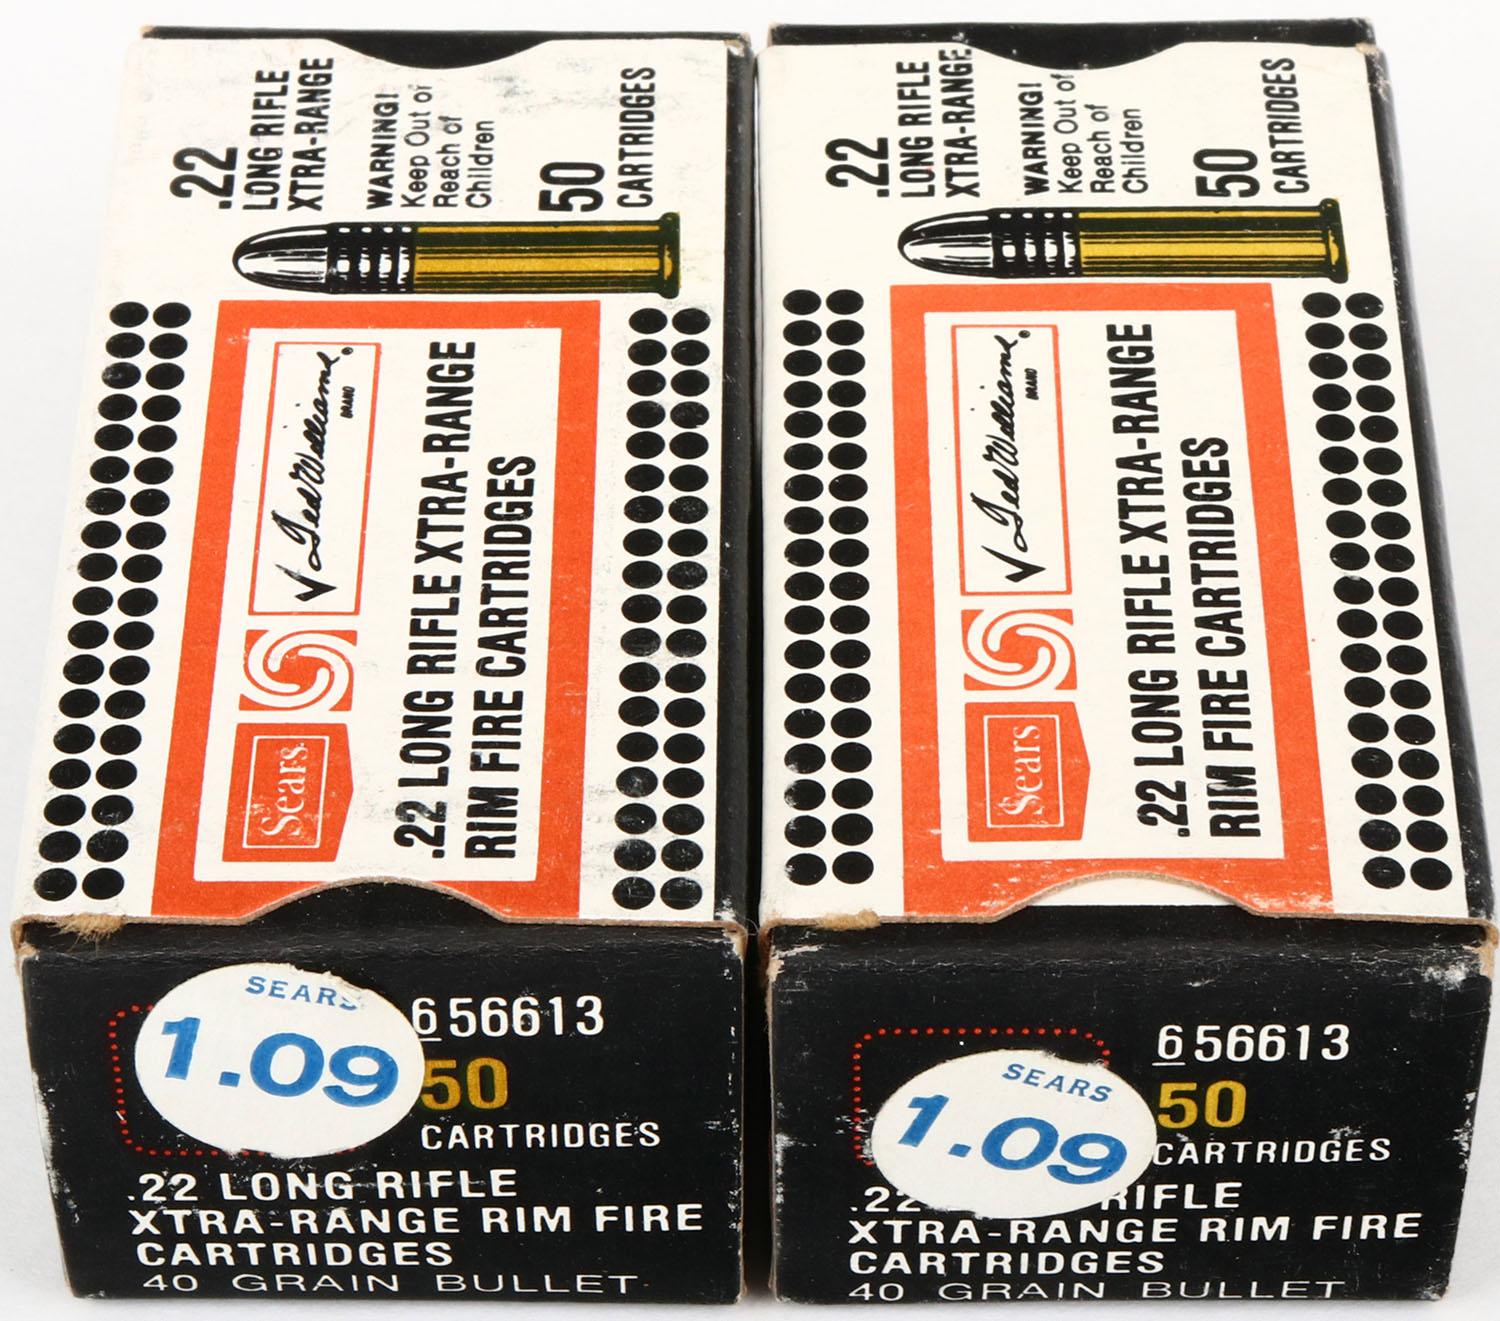 .22
LONG RIFLE
XTRA-RANGE
WARNING!
Keep Out of
Reach of
Children
50
CARTRIDGES
Sears
Ted Williams
BRAND
.22 LONG RIFLE XTRA-RANGE
RIM FIRE CARTRIDGES
SEARS
1.09
656613
50
CARTRIDGES
.22 LONG RIFLE
XTRA-RANGE RIM FIRE
CARTRIDGES
40 GRAIN BULLET
.22
LONG RIFLE
XTRA-RANGE
WARNING!
Keep Out of
Reach of
Children
50
CARTRIDGES
Sears
Ted Williams
BRAND
.22 LONG RIFLE XTRA-RANGE
RIM FIRE CARTRIDGES
SEARS
1.09
656613
50
CARTRIDGES
.22 RIFLE
XTRA-RANGE RIM FIRE
CARTRIDGES
40 GRAIN BULLET